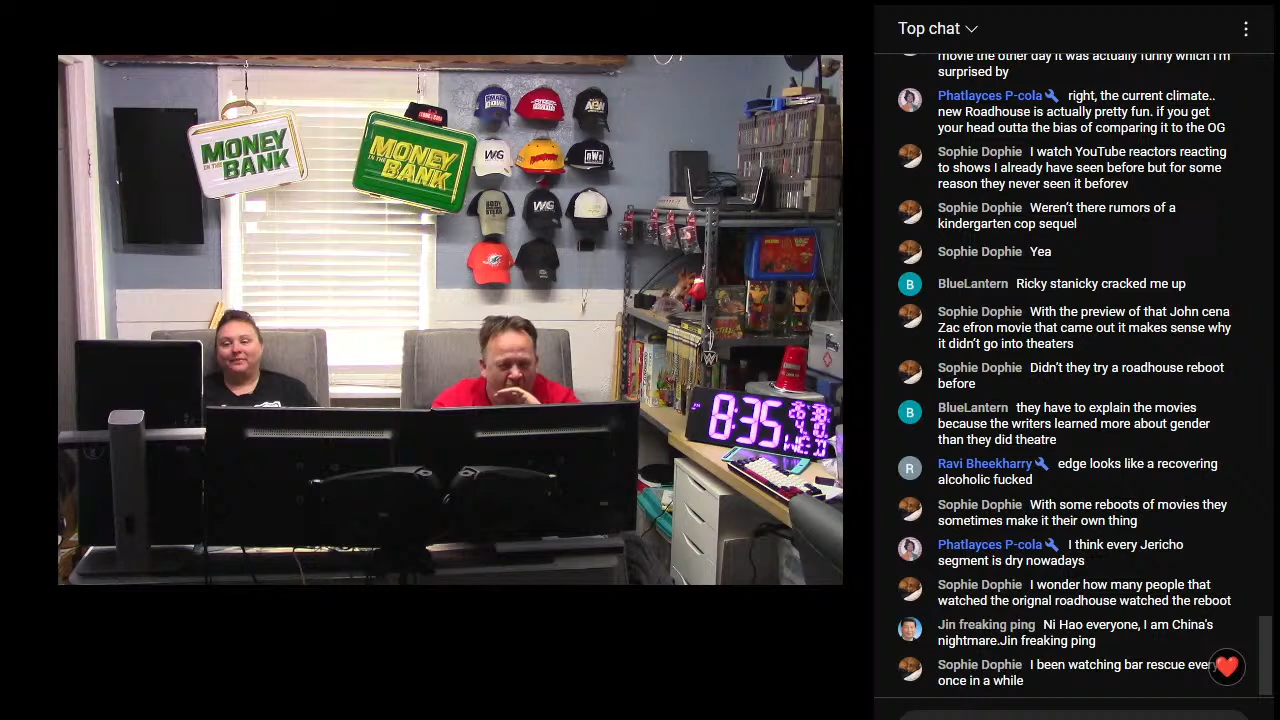 Top chat
movie the other day it was actually funny which I'm
surprised by
Phatlayces P-cola right, the current climate..
new Roadhouse is actually pretty fun. if you get
your head outta the bias of comparing it to the OG
Sophie Dophie I watch YouTube reactors reacting
to shows I already have seen before but for some
reason they never seen it beforev
Sophie Dophie Weren't there rumors of a
kindergarten cop sequel
Sophie Dophie Yea
B BlueLantern Ricky stanicky cracked me up
Sophie Dophie With the preview of that John cena
Zac efron movie that came out it makes sense why
it didn't go into theaters
Sophie Dophie Didn't they try a roadhouse reboot
before
B BlueLantern they have to explain the movies
because the writers learned more about gender
than they did theatre
R Ravi Bheekharry edge looks like a recovering
alcoholic fucked
Sophie Dophie With some reboots of movies they
sometimes make it their own thing
Phatlayces P-cola I think every Jericho
segment is dry nowadays
Sophie Dophie I wonder how many people that
watched the orignal roadhouse watched the reboot
Jin freaking ping Ni Hao everyone, I am China's
nightmare.Jin freaking ping
Sophie Dophie I been watching bar rescue every
once in a while
MONEY
IN THE
BANK
MONEY
IN THE
BANK
WG
nWo
WG
8:35